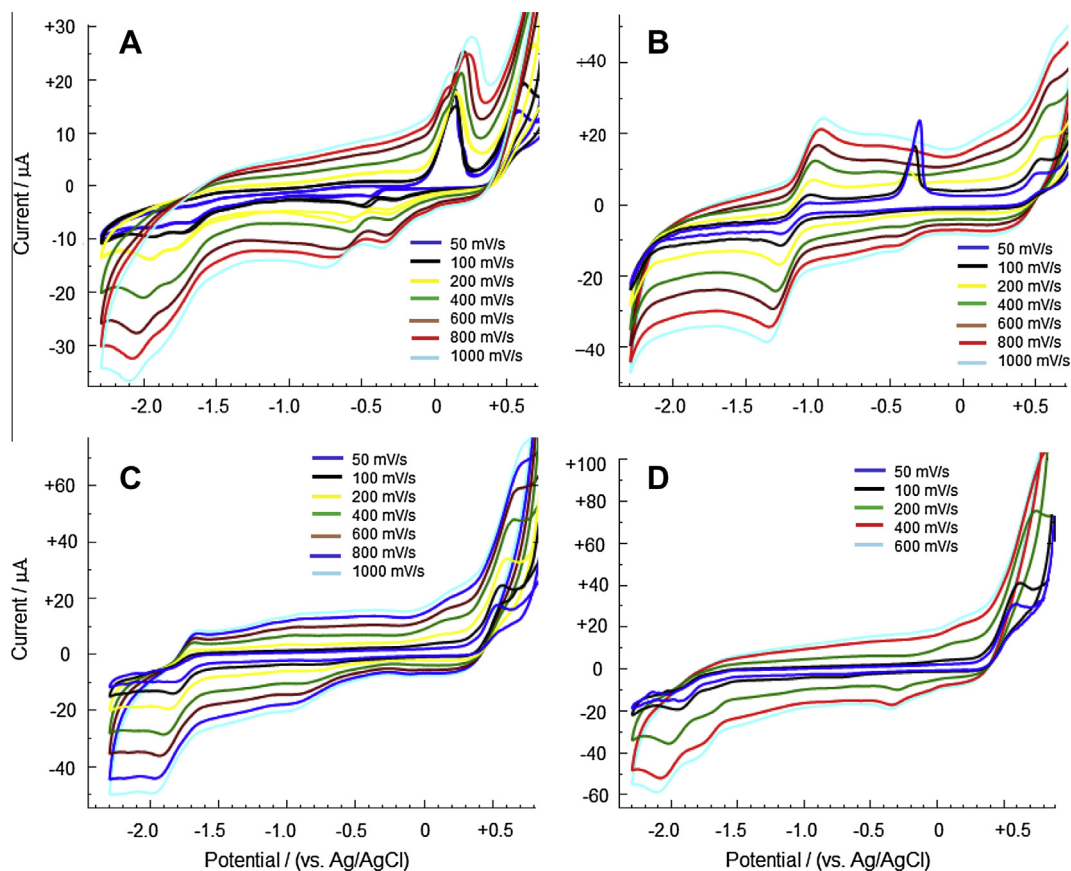 A
Current / µA
+30
+20
10
0
-10
-20
-30
50 mV/s
100 mV/s
200 mV/s
400 mV/s
600 mV/s
800 mV/s
1000 mV/s
-2.0 -1.5 -1.0 -0.5 0 +0.5
B
+40
+20
0
-20
−40
50 mV/s
100 mV/s
200 mV/s
400 mV/s
600 mV/s
800 mV/s
1000 mV/s
-2.0 -1.5 -1.0 -0.5 0 +0.5
C
Current / µA
+60
+40
+20
0
-20
-40
50 mV/s
100 mV/s
200 mV/s
400 mV/s
600 mV/s
800 mV/s
1000 mV/s
-2.0 -1.5 -1.0 -0.5 0 +0.5
Potential / (vs. Ag/AgCl)
D
+100
+80
+60
+40
+20
0
-20
-40
-60
50 mV/s
100 mV/s
200 mV/s
400 mV/s
600 mV/s
-2.0 -1.5 -1.0 -0.5 0 +0.5
Potential / (vs. Ag/AgCl)